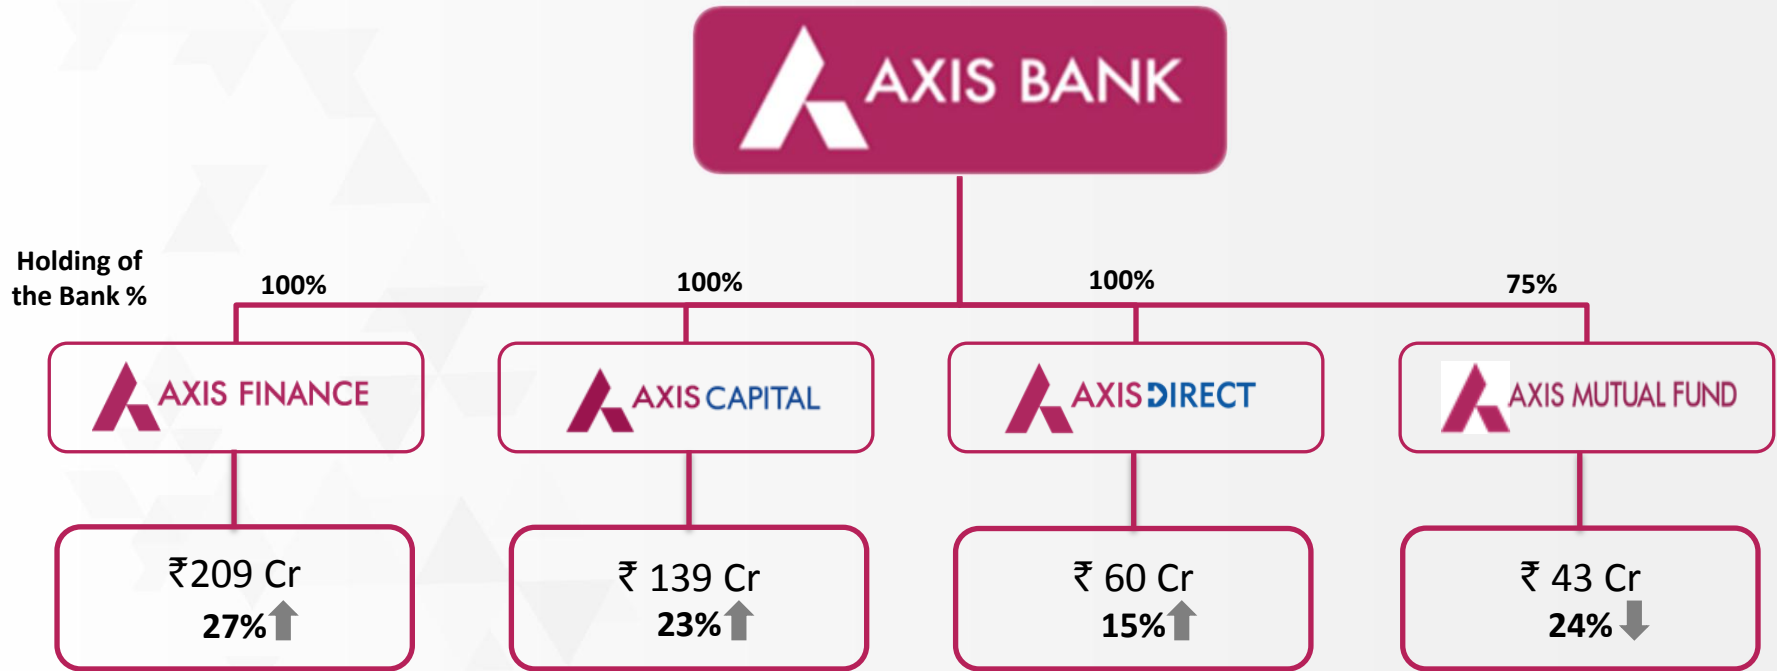 AXIS BANK
Holding of
the Bank %
100%
100%
100%
75%
AXIS FINANCE
AXIS CAPITAL
AXIS DIRECT
AXIS MUTUAL FUND
₹209 Cr
27%
₹ 139 Cr
23%
₹ 60 Cr
15%
₹ 43 Cr
24%